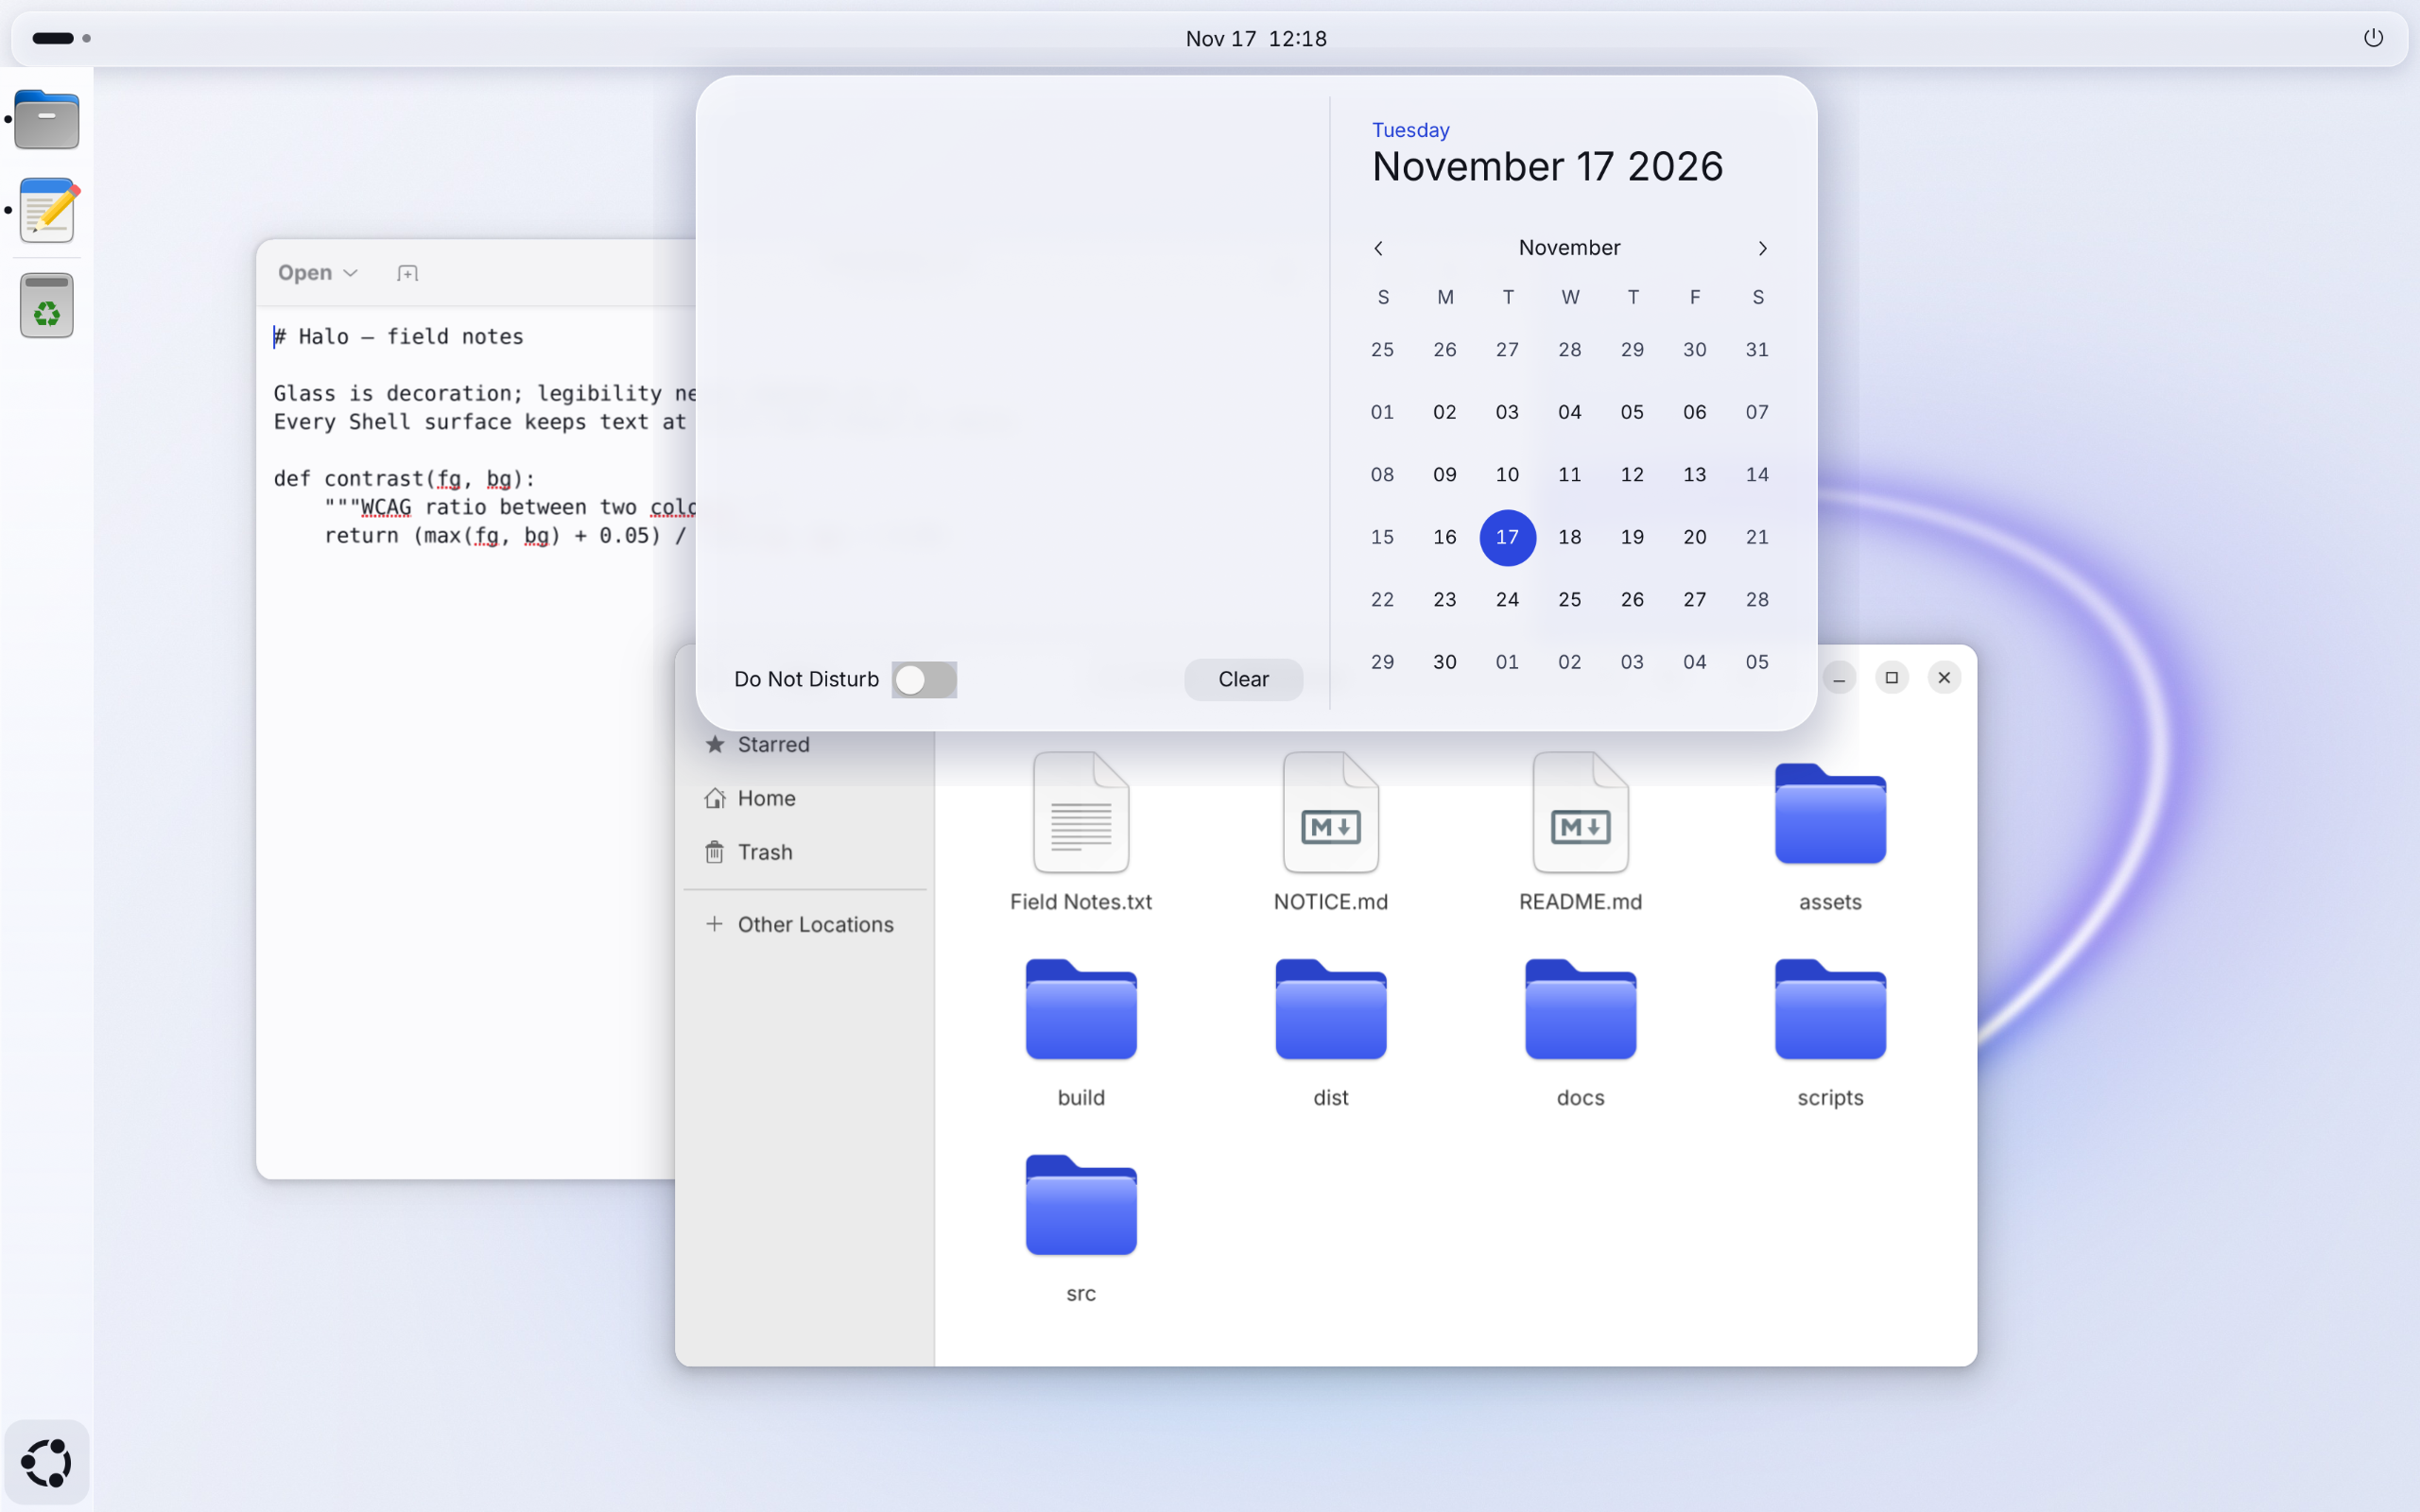 Nov 17 12:18
Tuesday
November 17 2026
November
S M T W T F S
25 26 27 28 29 30 31
01 02 03 04 05 06 07
08 09 10 11 12 13 14
15 16 17 18 19 20 21
22 23 24 25 26 27 28
29 30 01 02 03 04 05
Do Not Disturb
Clear
Open
# Halo — field notes
Glass is decoration; legibility
Every Shell surface keeps text at
def contrast(fg, bg):
"""WCAG ratio between two
return (max(fg, bg) + 0.05) /
Starred
Home
Trash
Other Locations
Field Notes.txt
NOTICE.md
README.md
assets
build
dist
docs
scripts
src